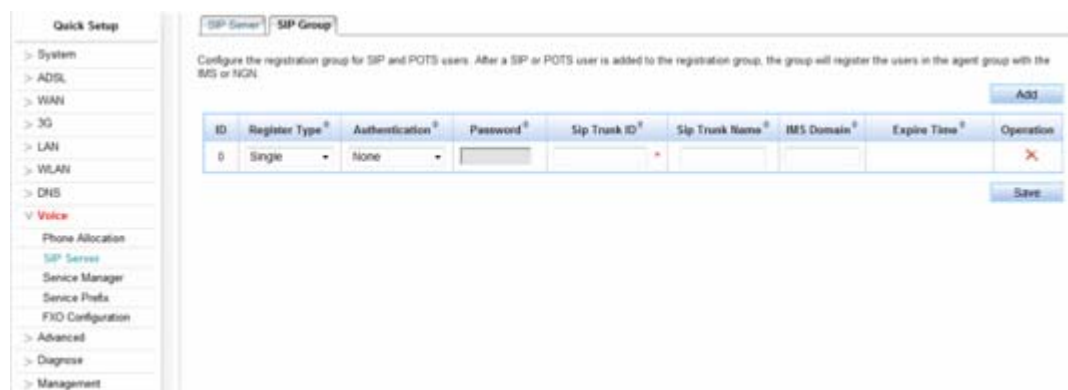 Quick Setup
SIP Server
SIP Group
> System
> ADSL
> WAN
> 3G
> LAN
> WLAN
> DNS
∨ Voice
Phone Allocation
SIP Server
Service Manager
Service Prefix
FXO Configuration
> Advanced
> Diagnose
> Management
Configure the registration group for SIP and POTS users. After a SIP or POTS user is added to the registration group, the group will register the users in the agent group with the
IMS or NGN.
Add
ID Register Type Authentication Password Sip Trunk ID Sip Trunk Name IMS Domain Expire Time Operation
0 Single None *
Save